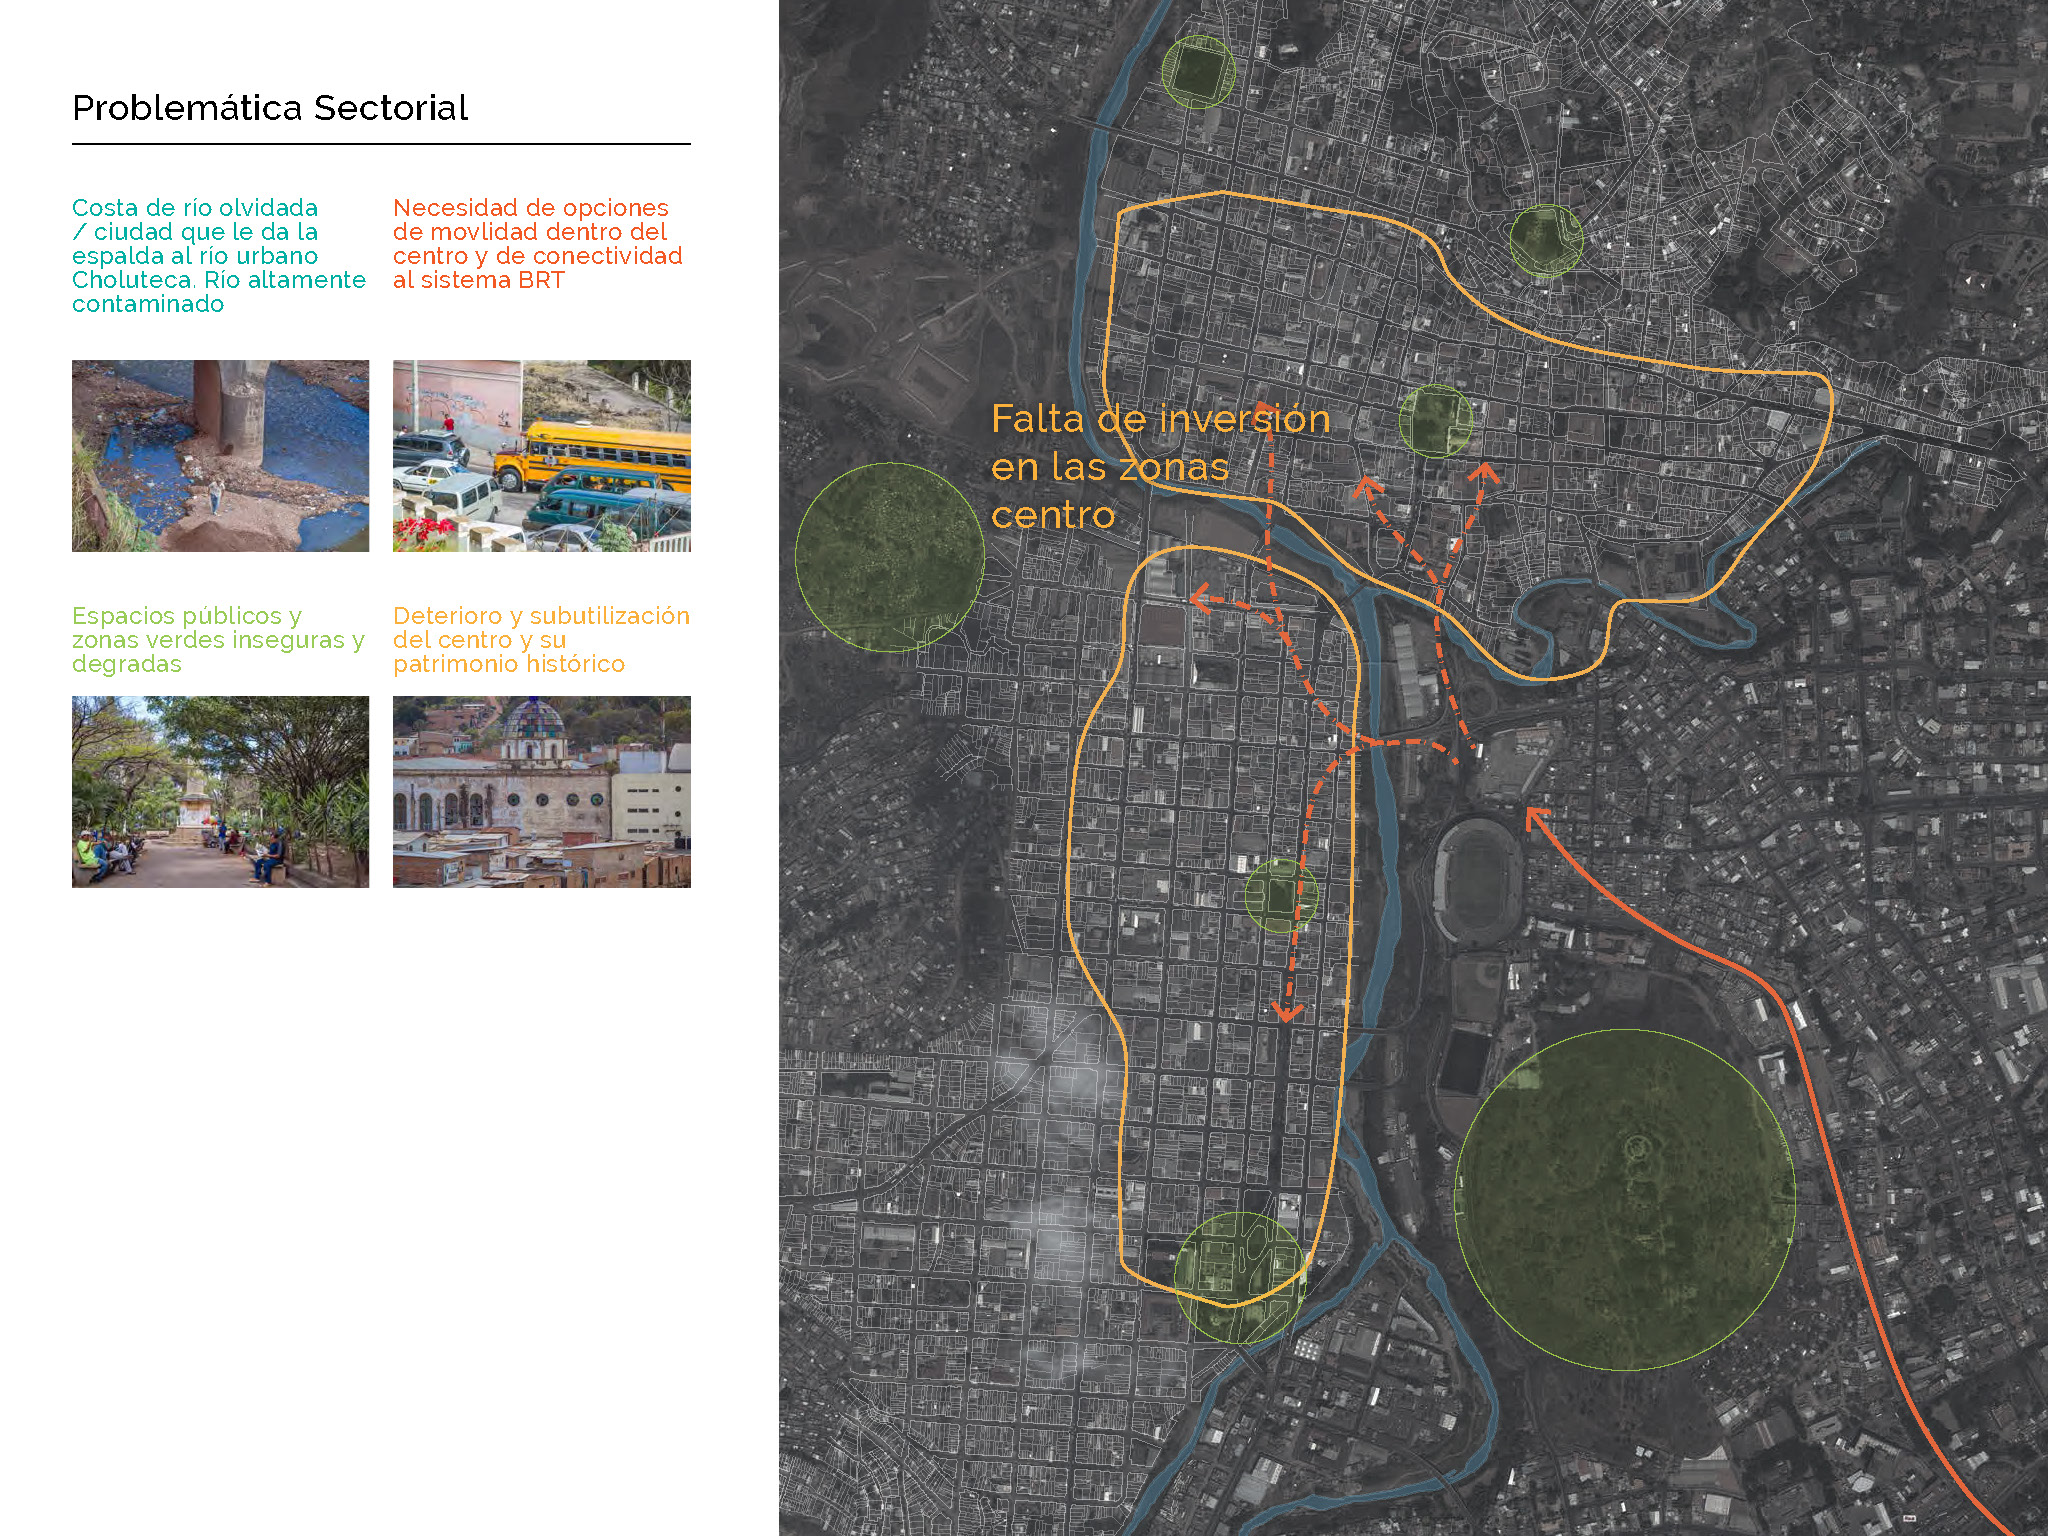 Problemática Sectorial
Costa de río olvidada
/ ciudad que le da la
espalda al río urbano
Choluteca. Río altamente
contaminado
Necesidad de opciones
de movlidad dentro del
centro y de conectividad
al sistema BRT
Espacios públicos y
zonas verdes inseguras y
degradas
Deterioro y subutilización
del centro y su
patrimonio histórico
Falta de inversión
en las zonas
centro